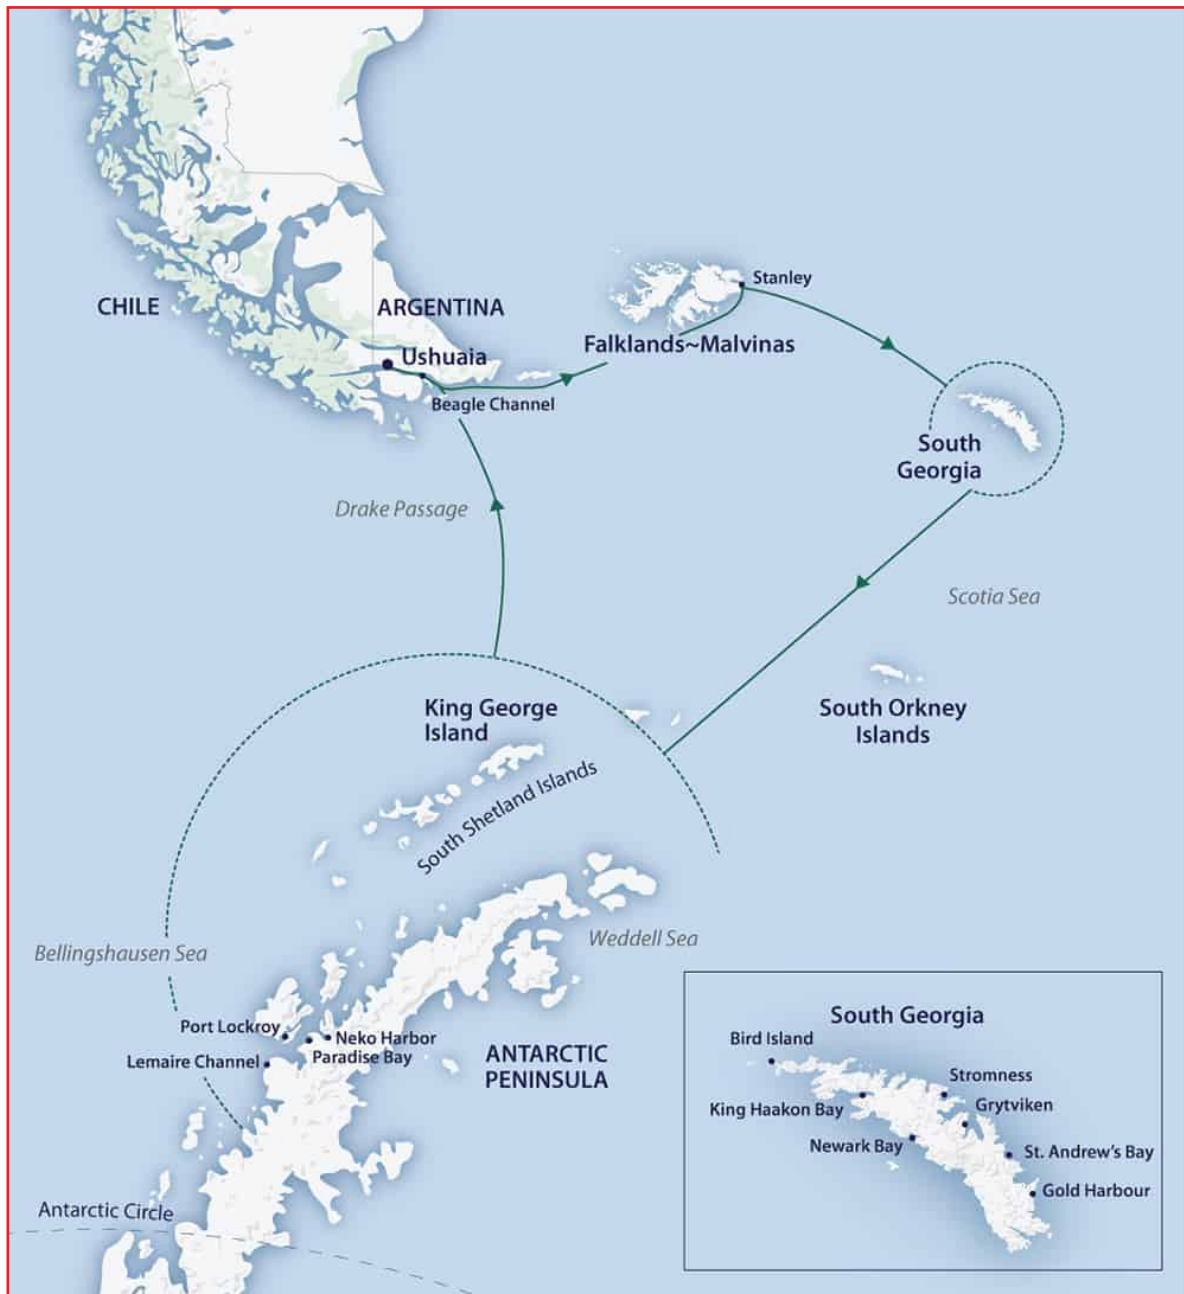 Stanley
CHILE
ARGENTINA
Falklands~Malvinas
Ushuaia
Beagle Channel
South
Georgia
Drake Passage
Scotia Sea
King George
Island
South Orkney
Islands
South Shetland Islands
Bellingshausen Sea
Weddell Sea
Port Lockroy
Neko Harbor
Paradise Bay
Lemaire Channel
ANTARCTIC
PENINSULA
Antarctic Circle
South Georgia
Bird Island
Stromness
King Haakon Bay
Grytviken
Newark Bay
St. Andrew's Bay
Gold Harbour